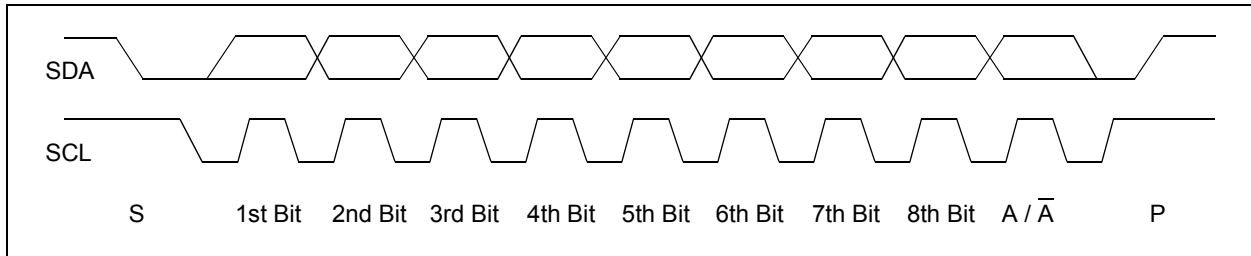 SDA
SCL
S 1st Bit 2nd Bit 3rd Bit 4th Bit 5th Bit 6th Bit 7th Bit 8th Bit A / A̅ P